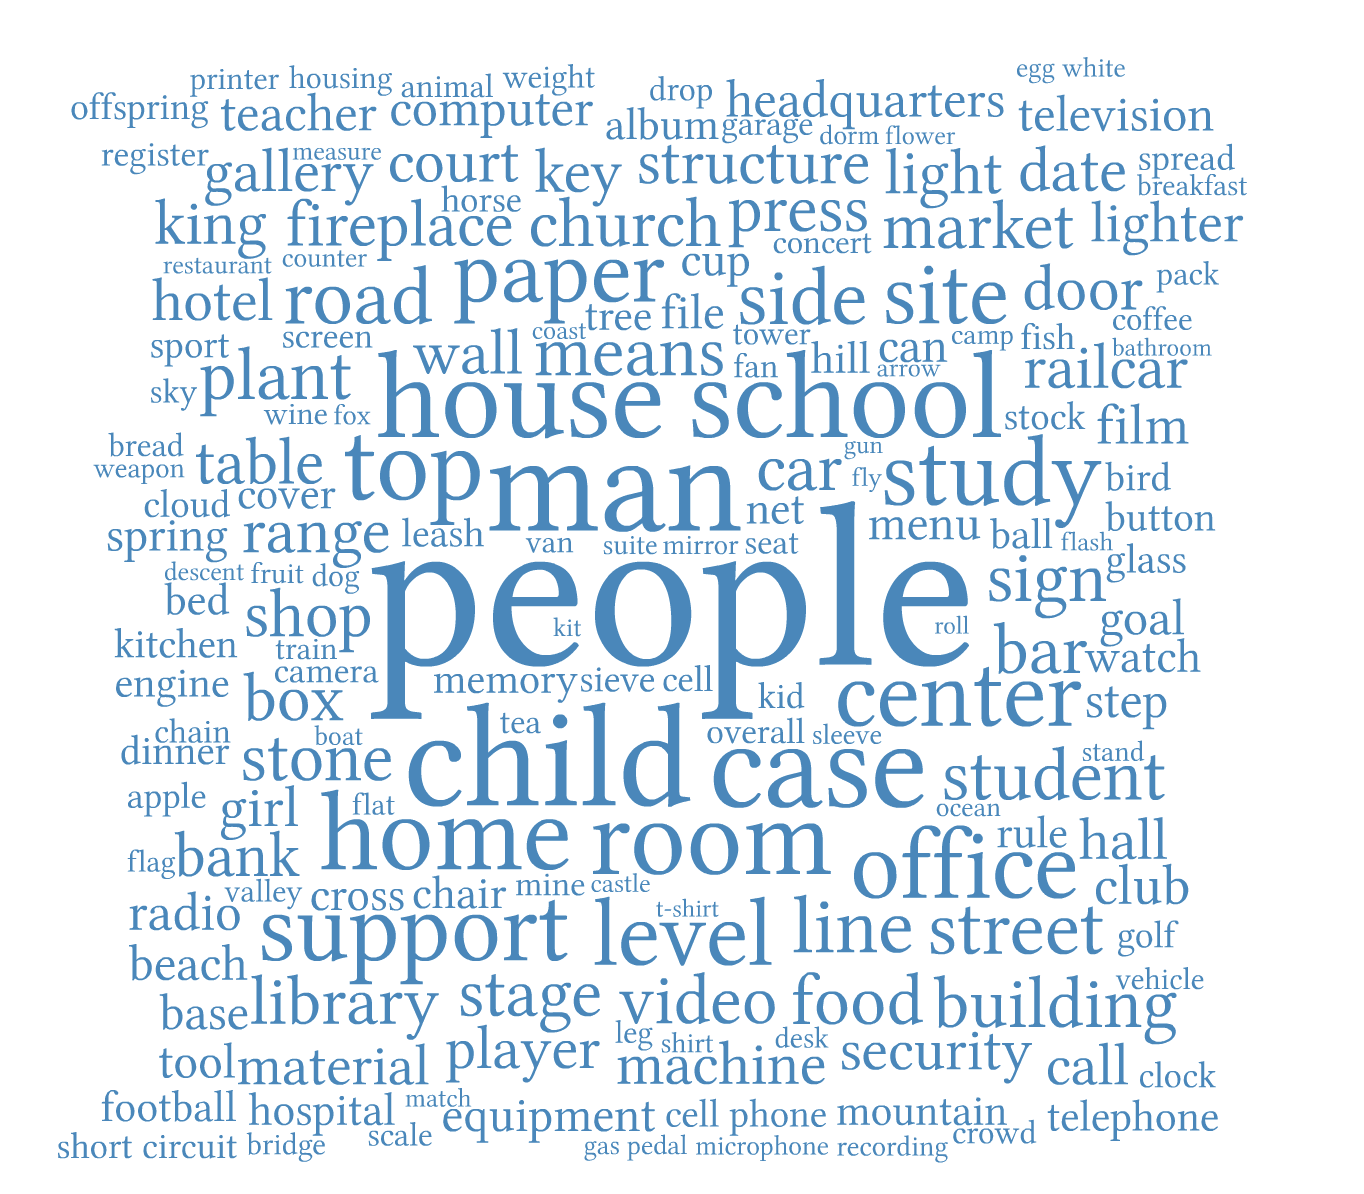 egg white
printer housing animal weight
offspring teacher computer drop headquarters television
album garage dorm flower
register gallery measure court key structure light date spread
breakfast
king fireplace horse church press concert market lighter
restaurant counter paper cup
hotel road tree file side site door pack
sport screen coast tower camp fish coffee
wall means fan hill can arrow railcar bathroom
sky plant house school
wine fox stock film
bread table top man car gun study
weapon fly bird
cloud cover net
spring range leash menu ball button
van suite mirror seat flash glass
descent fruit dog people sign
bed shop kit roll goal
kitchen train bar watch
engine camera memory sieve cell
box kid center step
chain tea overall sleeve
dinner stone boat child case student stand
apple girl flat ocean
home room office rule hall
flag bank
valley cross chair mine castle club
radio support level t-shirt line street golf
beach
base library stage video food building vehicle
leg shirt desk
tool material player machine security call clock
football hospital match equipment cell phone mountain telephone
short circuit bridge scale gas pedal microphone recording crowd